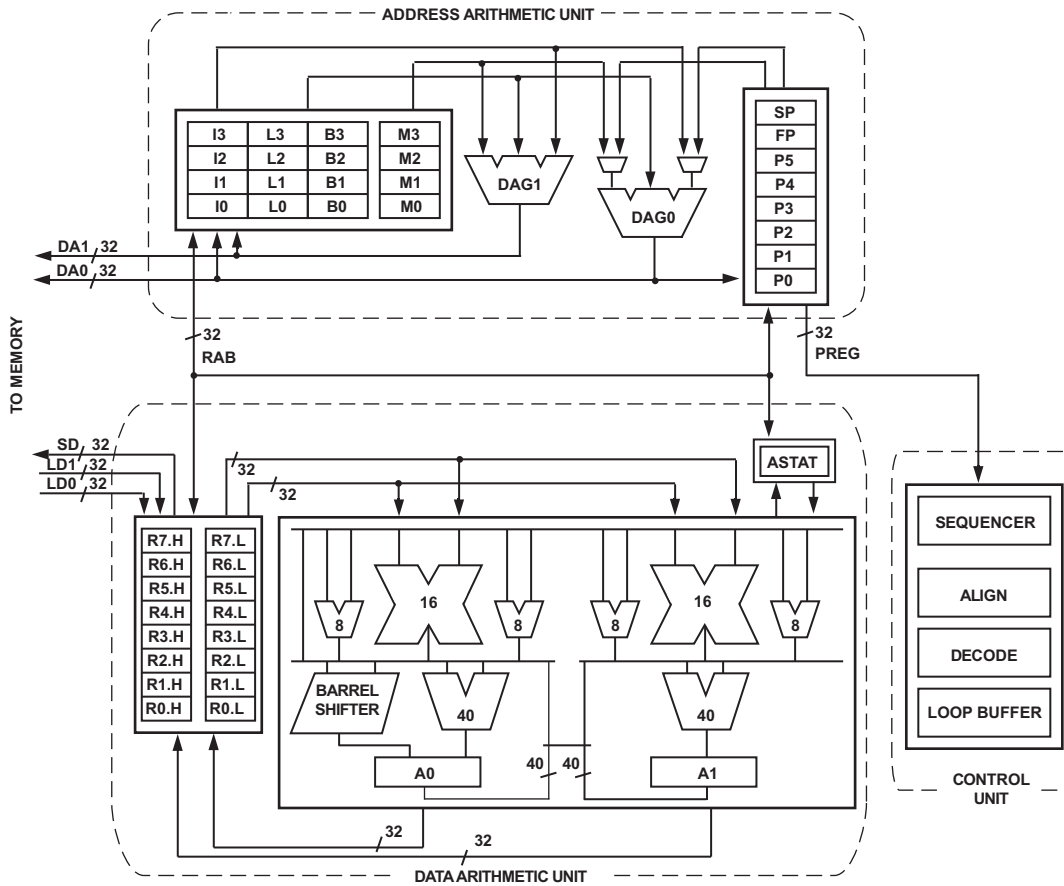 ADDRESS ARITHMETIC UNIT
SP
FP
P5
P4
P3
P2
P1
P0
I3 L3 B3 M3
I2 L2 B2 M2
I1 L1 B1 M1
I0 L0 B0 M0
DAG1
DAG0
DA1 32
DA0 32
TO MEMORY
32
RAB
32
PREG
SD 32
LD1 32
LD0 32
32
32
ASTAT
R7.H R7.L
R6.H R6.L
R5.H R5.L
R4.H R4.L
R3.H R3.L
R2.H R2.L
R1.H R1.L
R0.H R0.L
16
8
8
8
16
8
BARREL
SHIFTER
40
40
A0
40 40
A1
32
32
DATA ARITHMETIC UNIT
SEQUENCER
ALIGN
DECODE
LOOP BUFFER
CONTROL
UNIT